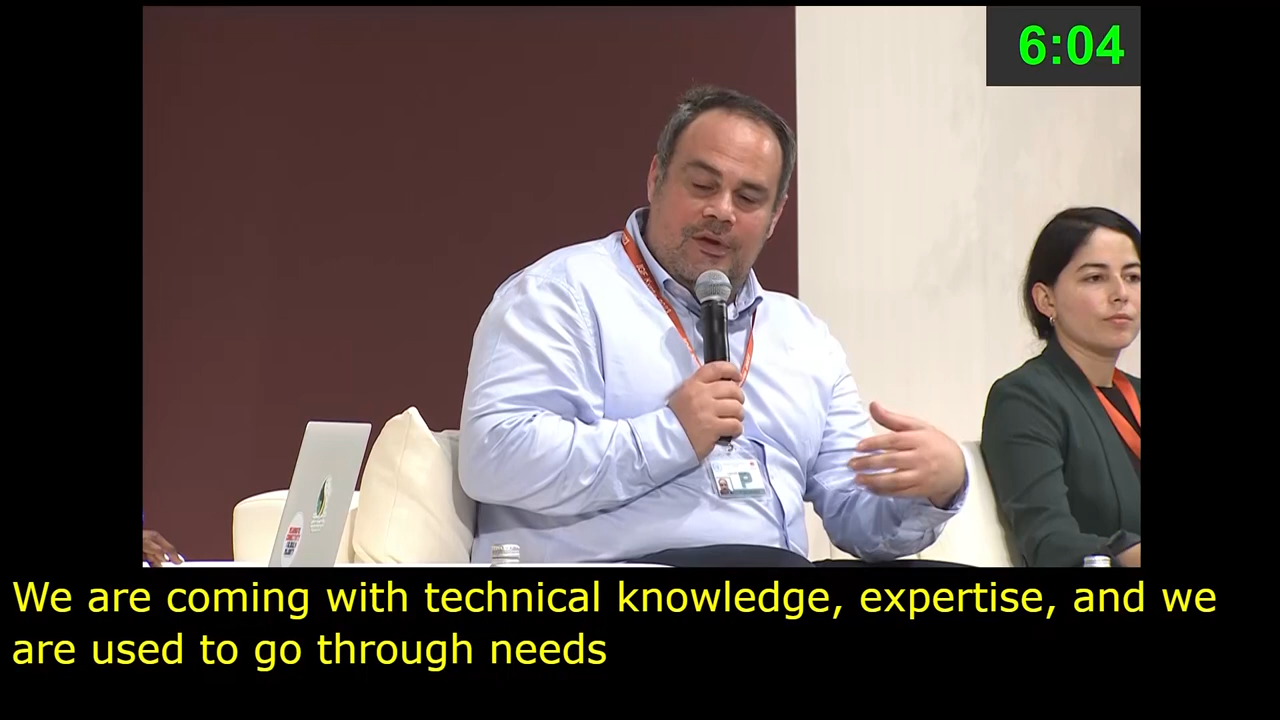 6:04
P
We are coming with technical knowledge, expertise, and we
are used to go through needs